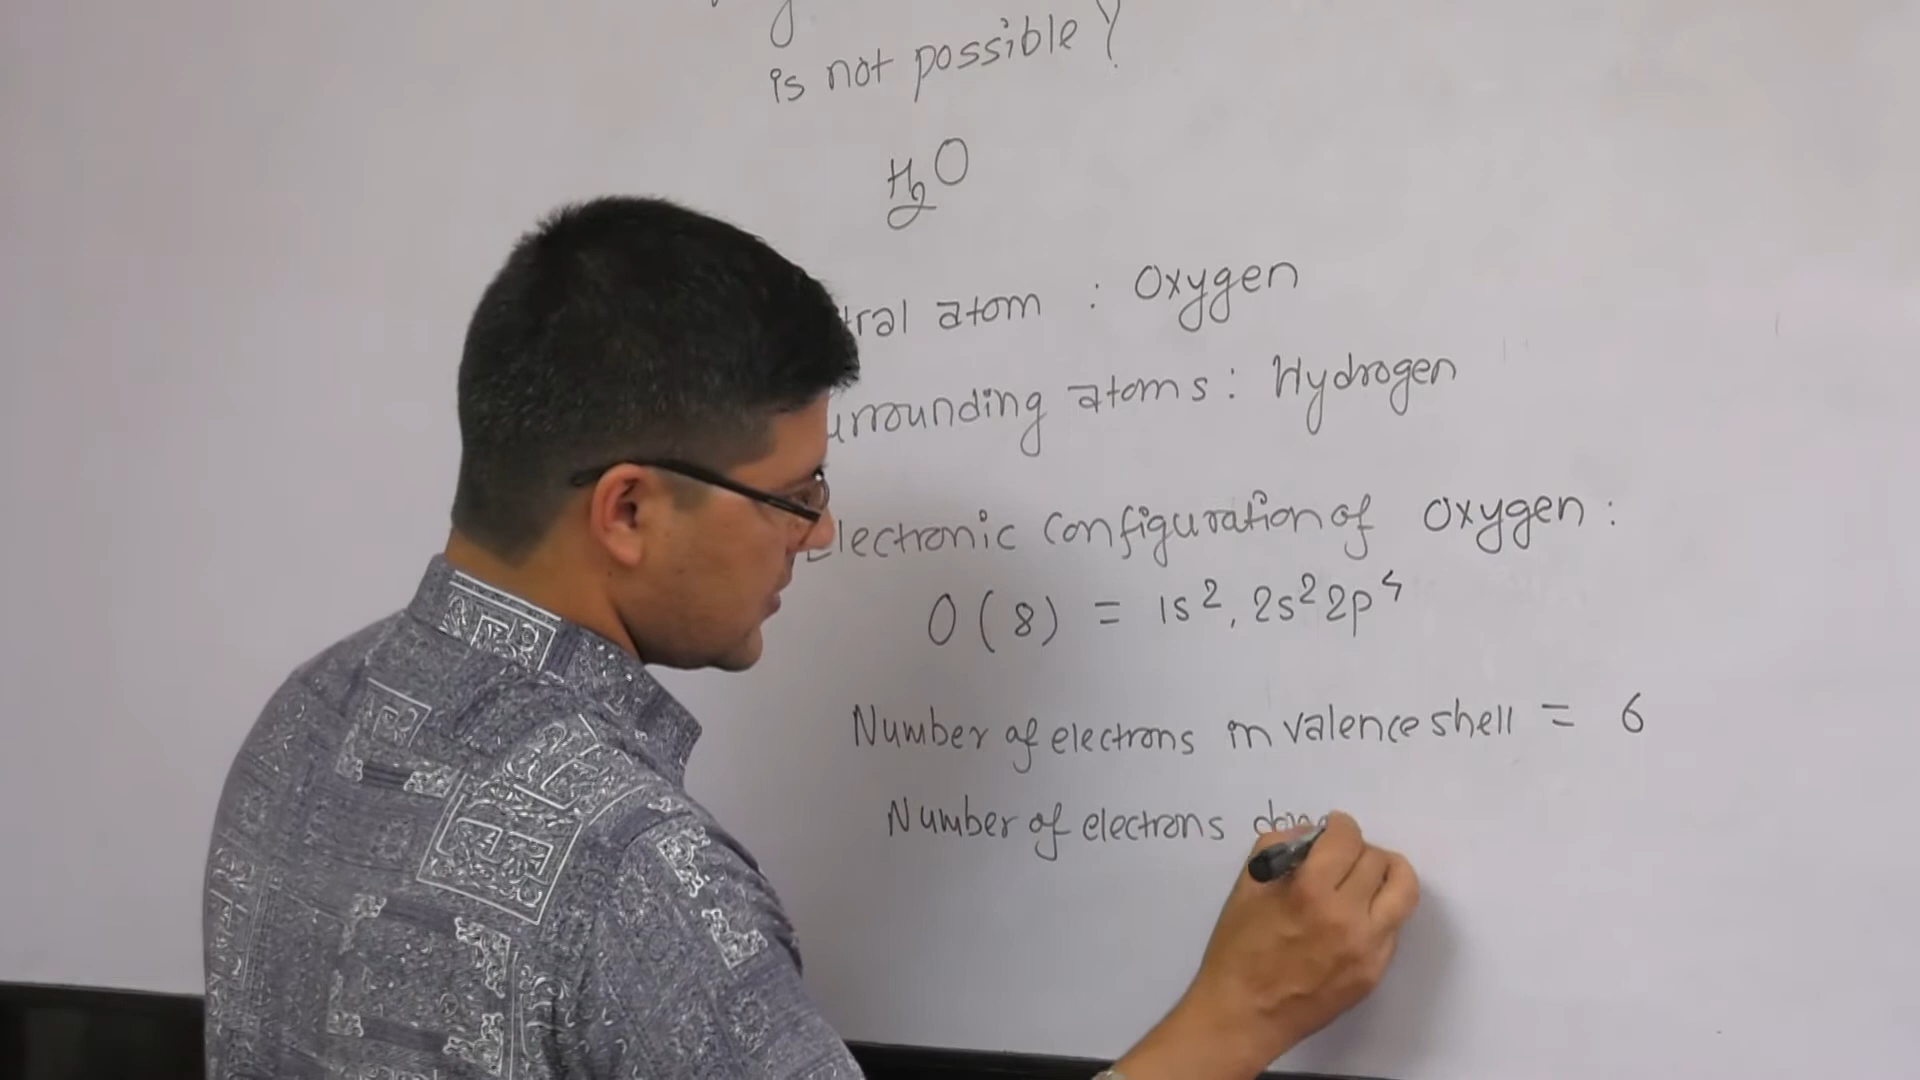 is not possible?
H₂O
tral atom : Oxygen
urrounding atoms: Hydrogen
Electronic configuration of oxygen:
O (8) = 1s², 2s² 2p⁴
Number of electrons in valence shell = 6
Number of electrons